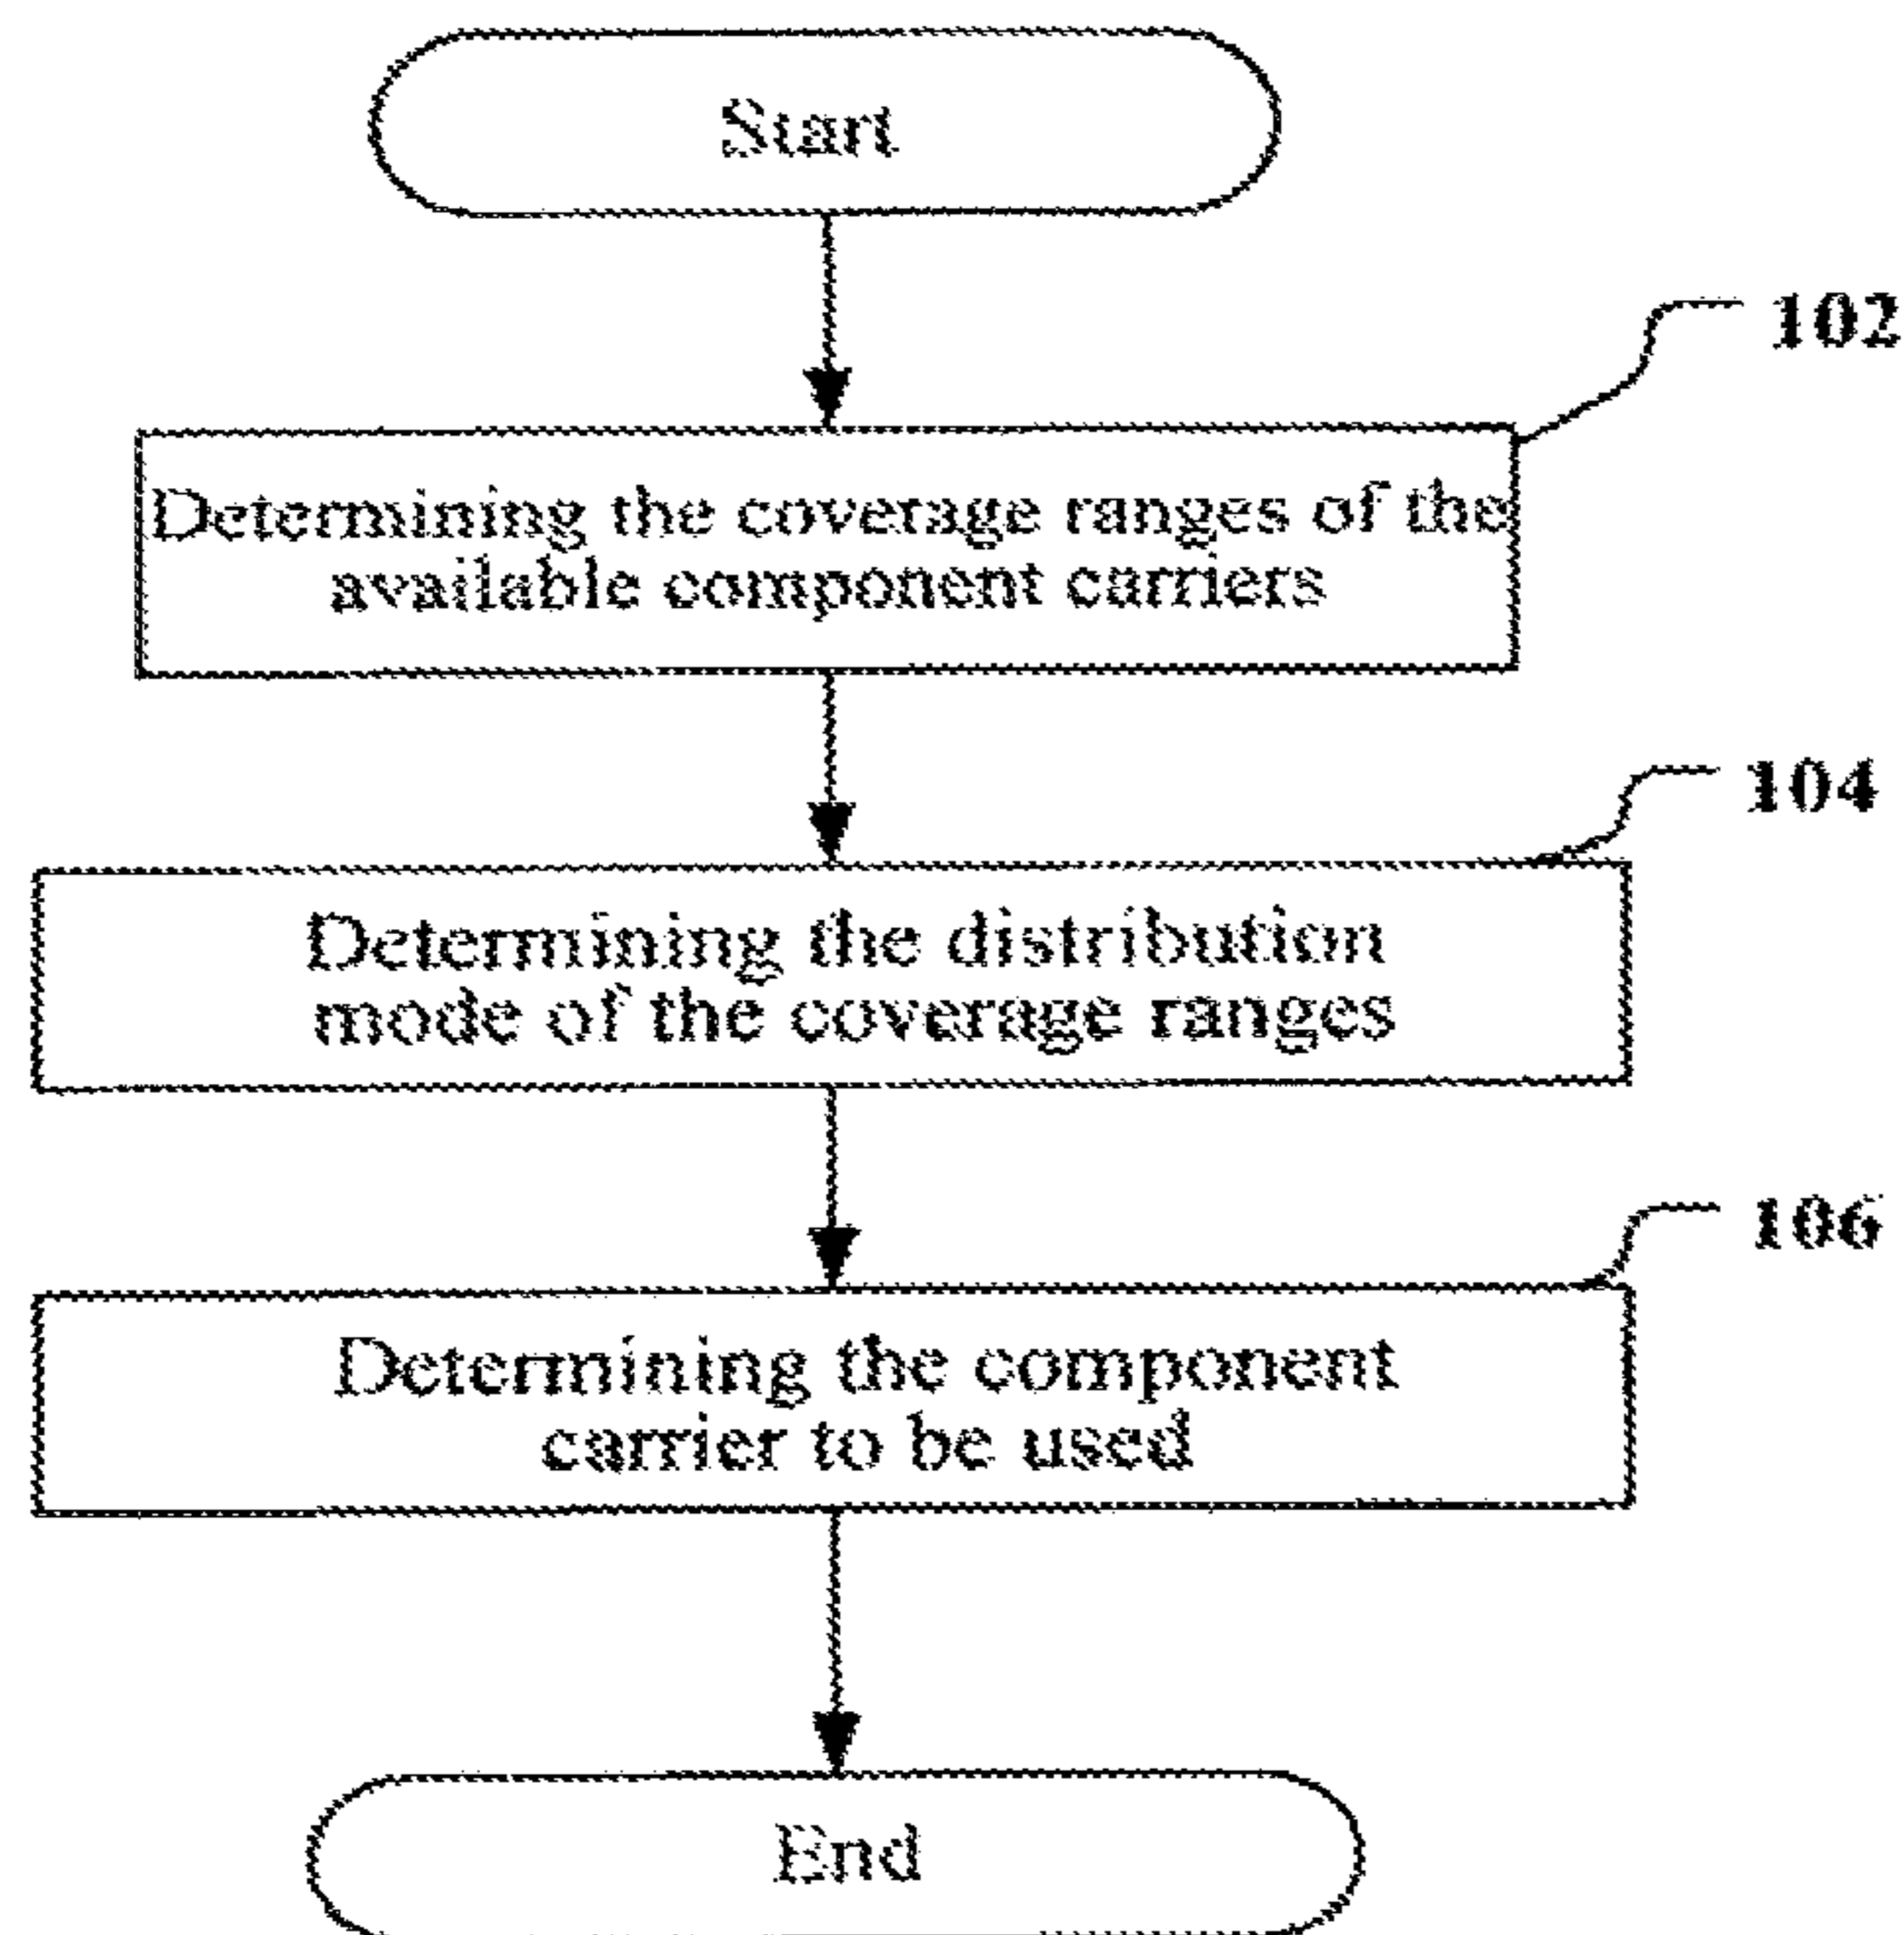 Start
102
Determining the coverage ranges of the
available component carriers
104
Determining the distribution
mode of the coverage ranges
106
Determining the component
carrier to be used
End